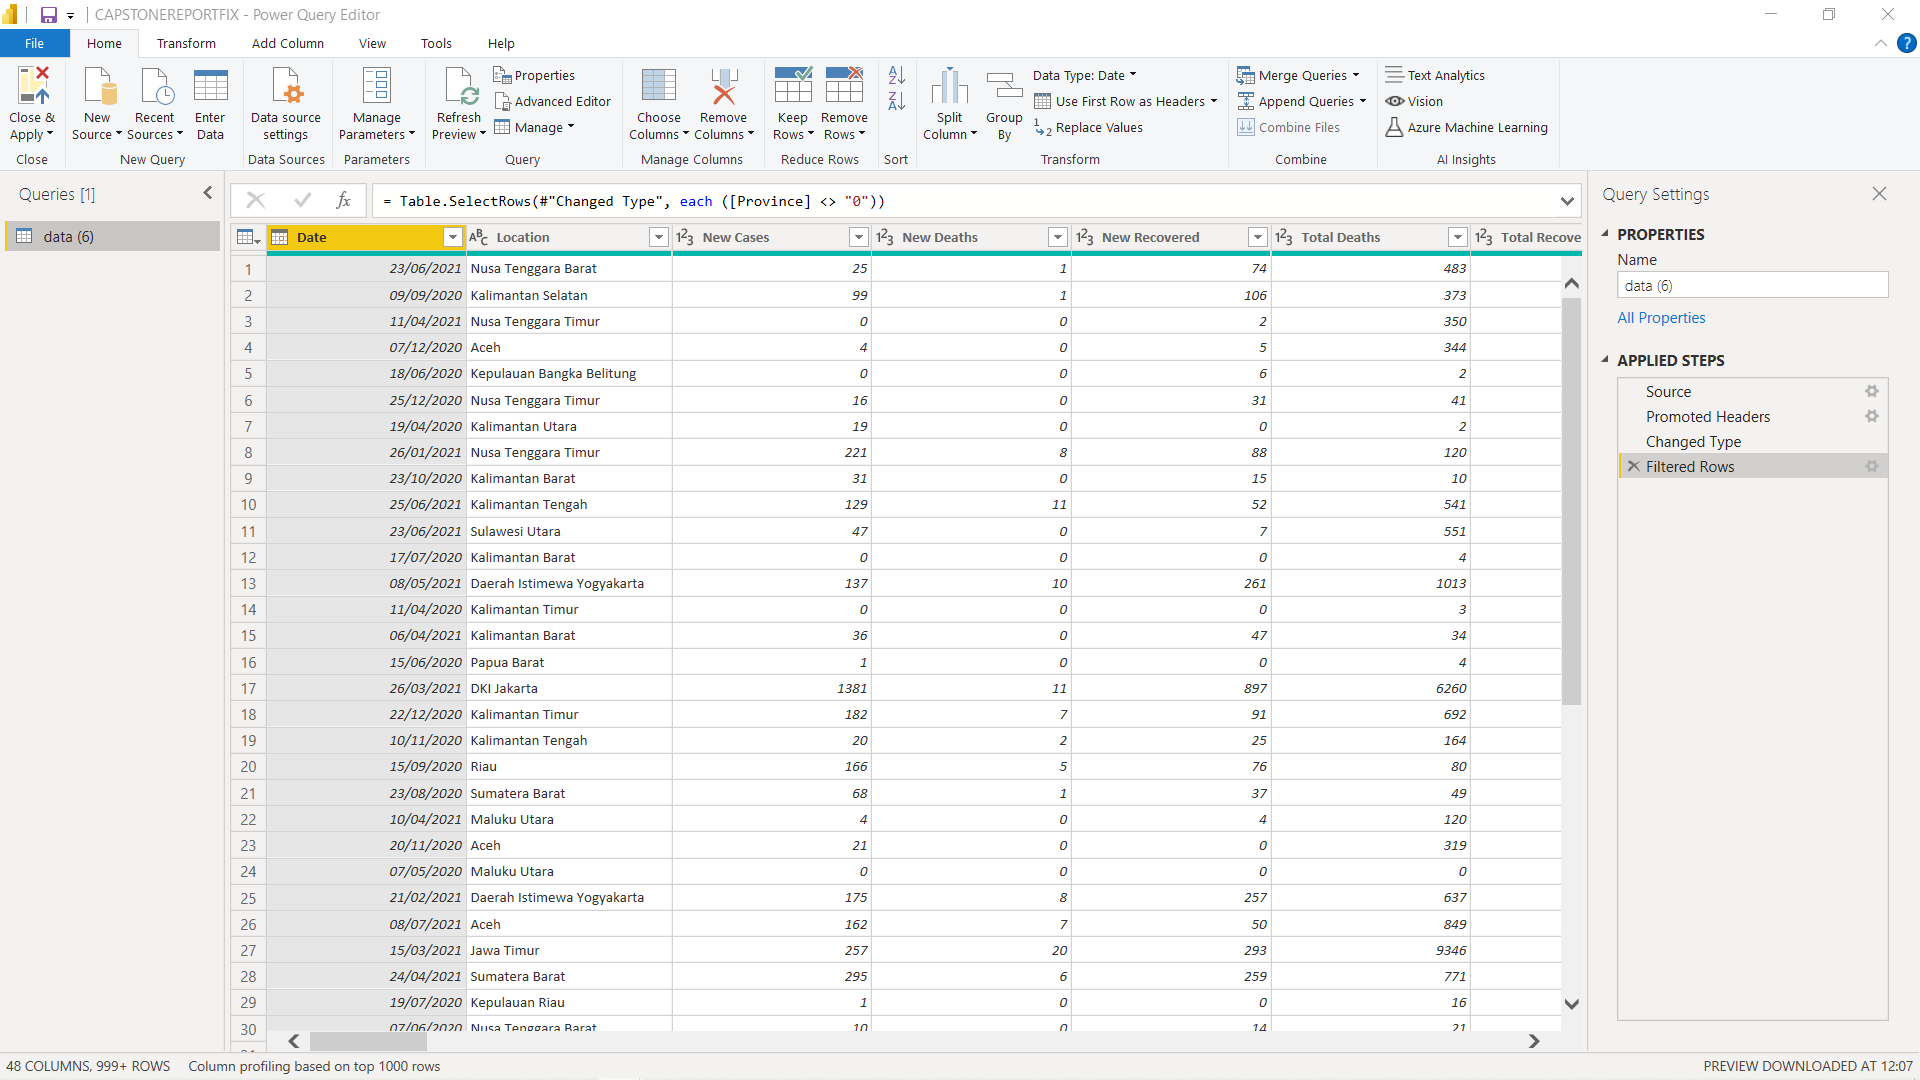 CAPSTONEREPORTFIX - Power Query Editor
File Home Transform Add Column View Tools Help
Close & Apply
Close
New Source
Recent Sources
Enter Data
New Query
Data source settings
Data Sources
Manage Parameters
Parameters
Refresh Preview
Properties
Advanced Editor
Manage
Query
Choose Columns
Remove Columns
Manage Columns
Keep Rows
Remove Rows
Reduce Rows
Sort
Split Column
Group By
Data Type: Date
Use First Row as Headers
Replace Values
Transform
Merge Queries
Append Queries
Combine Files
Combine
Text Analytics
Vision
Azure Machine Learning
AI Insights
Queries [1]
data (6)
= Table.SelectRows(#"Changed Type", each ([Province] <> "0"))
Date Location New Cases New Deaths New Recovered Total Deaths Total Recove
1 23/06/2021 Nusa Tenggara Barat 25 1 74 483
2 09/09/2020 Kalimantan Selatan 99 1 106 373
3 11/04/2021 Nusa Tenggara Timur 0 0 2 350
4 07/12/2020 Aceh 4 0 5 344
5 18/06/2020 Kepulauan Bangka Belitung 0 0 6 2
6 25/12/2020 Nusa Tenggara Timur 16 0 31 41
7 19/04/2020 Kalimantan Utara 19 0 0 2
8 26/01/2021 Nusa Tenggara Timur 221 8 88 120
9 23/10/2020 Kalimantan Barat 31 0 15 10
10 25/06/2021 Kalimantan Tengah 129 11 52 541
11 23/06/2021 Sulawesi Utara 47 0 7 551
12 17/07/2020 Kalimantan Barat 0 0 0 4
13 08/05/2021 Daerah Istimewa Yogyakarta 137 10 261 1013
14 11/04/2020 Kalimantan Timur 0 0 0 3
15 06/04/2021 Kalimantan Barat 36 0 47 34
16 15/06/2020 Papua Barat 1 0 0 4
17 26/03/2021 DKI Jakarta 1381 11 897 6260
18 22/12/2020 Kalimantan Timur 182 7 91 692
19 10/11/2020 Kalimantan Tengah 20 2 25 164
20 15/09/2020 Riau 166 5 76 80
21 23/08/2020 Sumatera Barat 68 1 37 49
22 10/04/2021 Maluku Utara 4 0 4 120
23 20/11/2020 Aceh 21 0 0 319
24 07/05/2020 Maluku Utara 0 0 0 0
25 21/02/2021 Daerah Istimewa Yogyakarta 175 8 257 637
26 08/07/2021 Aceh 162 7 50 849
27 15/03/2021 Jawa Timur 257 20 293 9346
28 24/04/2021 Sumatera Barat 295 6 259 771
29 19/07/2020 Kepulauan Riau 1 0 0 16
30 07/06/2020 Nusa Tenggara Barat 10 0 14 21
Query Settings
PROPERTIES
Name
data (6)
All Properties
APPLIED STEPS
Source
Promoted Headers
Changed Type
Filtered Rows
48 COLUMNS, 999+ ROWS Column profiling based on top 1000 rows
PREVIEW DOWNLOADED AT 12:07